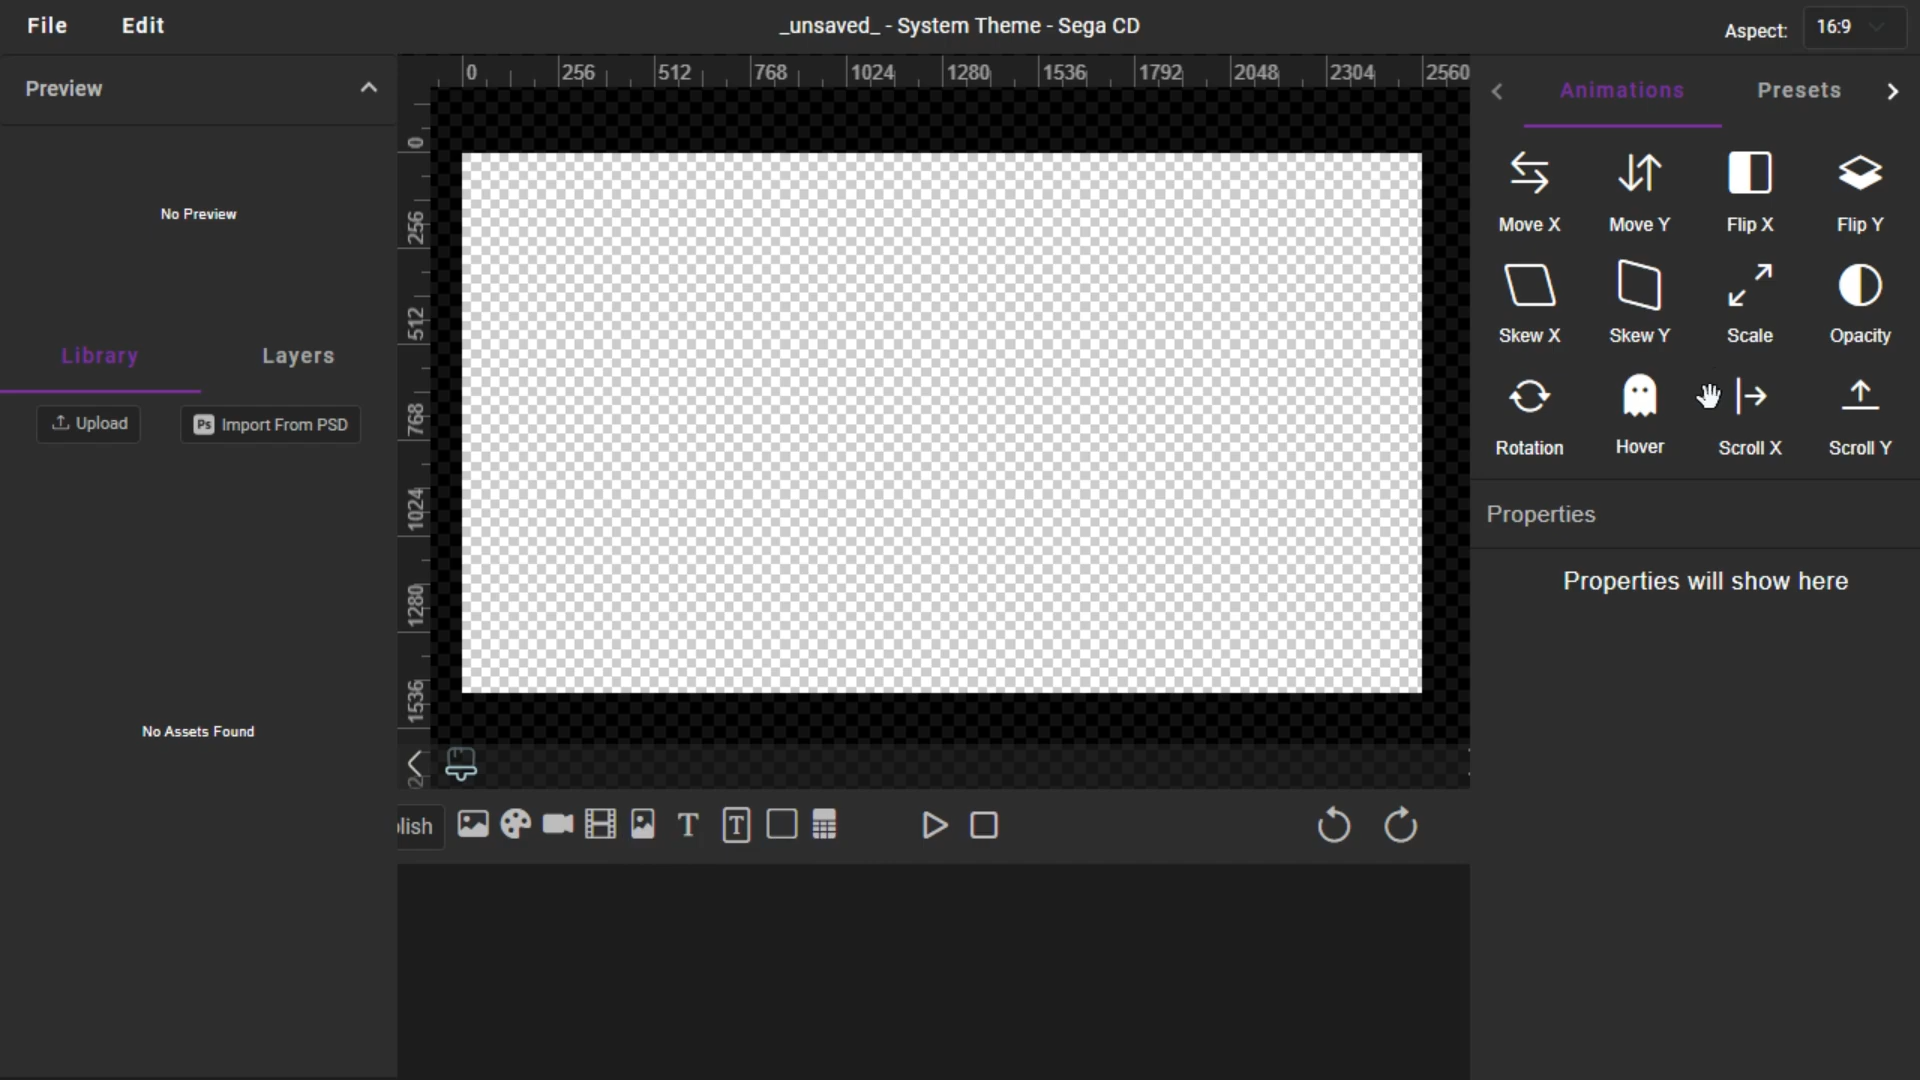 File Edit _unsaved_ - System Theme - Sega CD Aspect: 16:9
Preview
0 256 512 768 1024 1280 1536 1792 2048 2304 2560
Animations Presets
No Preview
Library Layers
Upload
Ps Import From PSD
No Assets Found
0
256
512
768
1024
1280
1536
Move X Move Y Flip X Flip Y
Skew X Skew Y Scale Opacity
Rotation Hover Scroll X Scroll Y
Properties
Properties will show here
lish T T